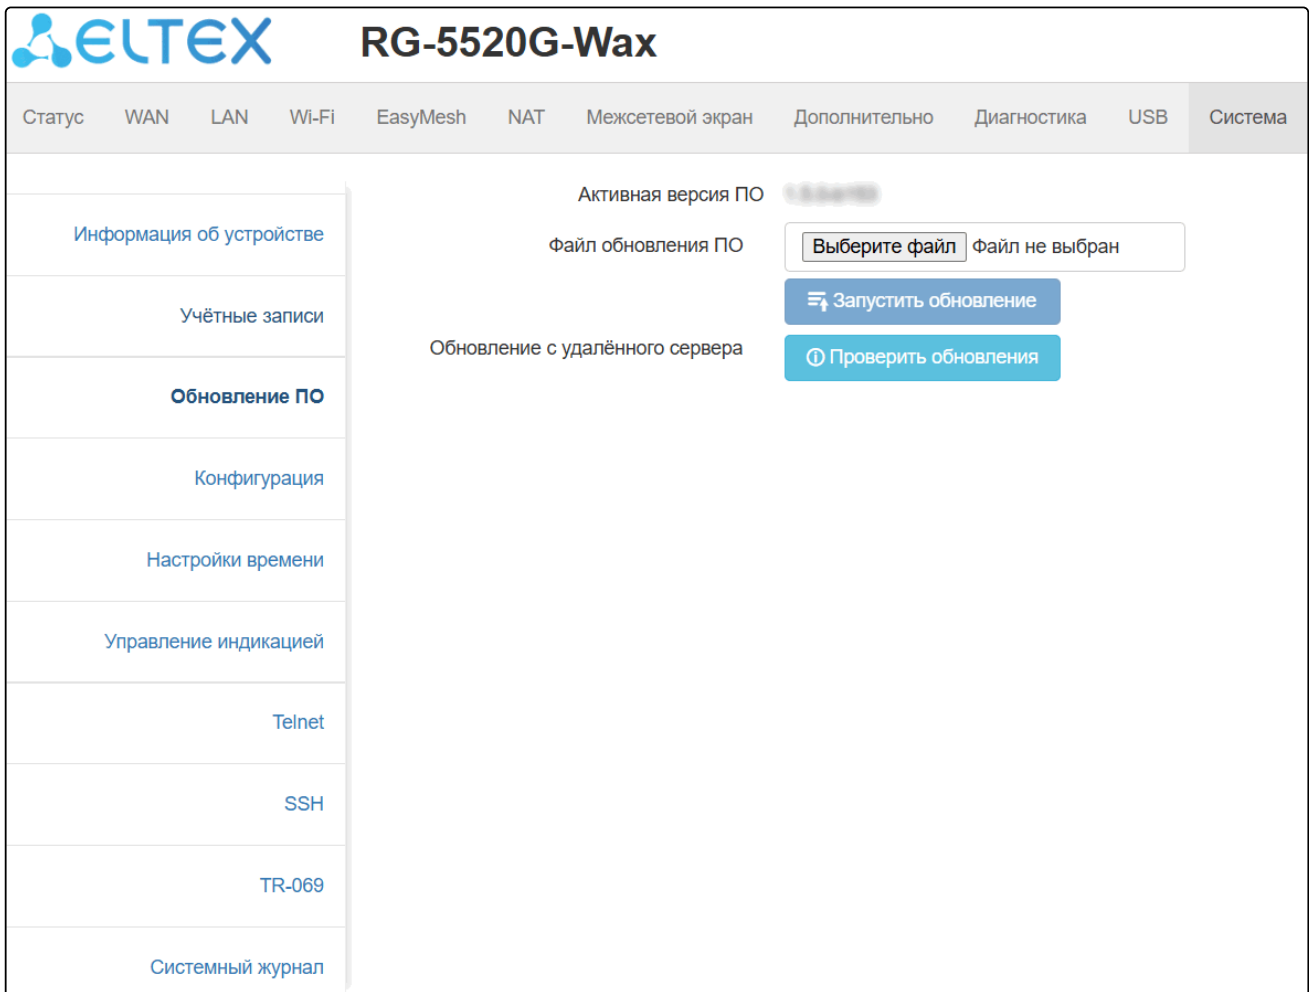 ELTEX RG-5520G-Wax
Статус WAN LAN Wi-Fi EasyMesh NAT Межсетевой экран Дополнительно Диагностика USB Система
Информация об устройстве
Учётные записи
Обновление ПО
Конфигурация
Настройки времени
Управление индикацией
Telnet
SSH
TR-069
Системный журнал
Активная версия ПО
Файл обновления ПО Выберите файл Файл не выбран
Запустить обновление
Обновление с удалённого сервера Проверить обновления